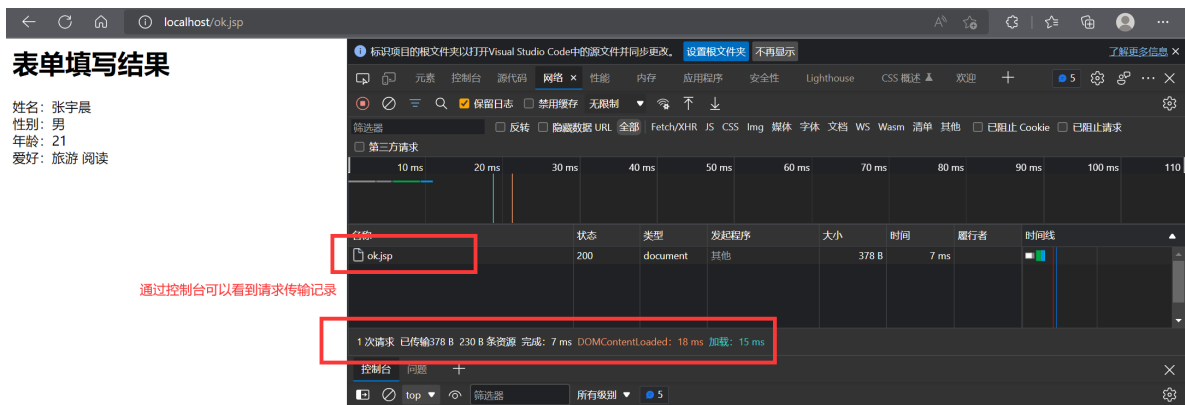 localhost/ok.jsp
表单填写结果
姓名：张宇晨
性别：男
年龄：21
爱好：旅游 阅读
通过控制台可以看到请求传输记录
标识项目的根文件夹以打开Visual Studio Code中的源文件并同步更改。 设置根文件夹 不再显示 了解更多信息
元素 控制台 源代码 网络 性能 内存 应用程序 安全性 Lighthouse CSS 概述 欢迎 5
保留日志 禁用缓存 无限制
筛选器 反转 隐藏数据 URL 全部 Fetch/XHR JS CSS Img 媒体 字体 文档 WS Wasm 清单 其他 已阻止 Cookie 已阻止请求
第三方请求
10 ms 20 ms 30 ms 40 ms 50 ms 60 ms 70 ms 80 ms 90 ms 100 ms 110
名称 状态 类型 发起程序 大小 时间 履行者 时间线
ok.jsp 200 document 其他 378 B 7 ms
1 次请求 已传输378 B 230 B 条资源 完成：7 ms DOMContentLoaded：18 ms 加载：15 ms
控制台 问题
top 筛选器 所有级别 5